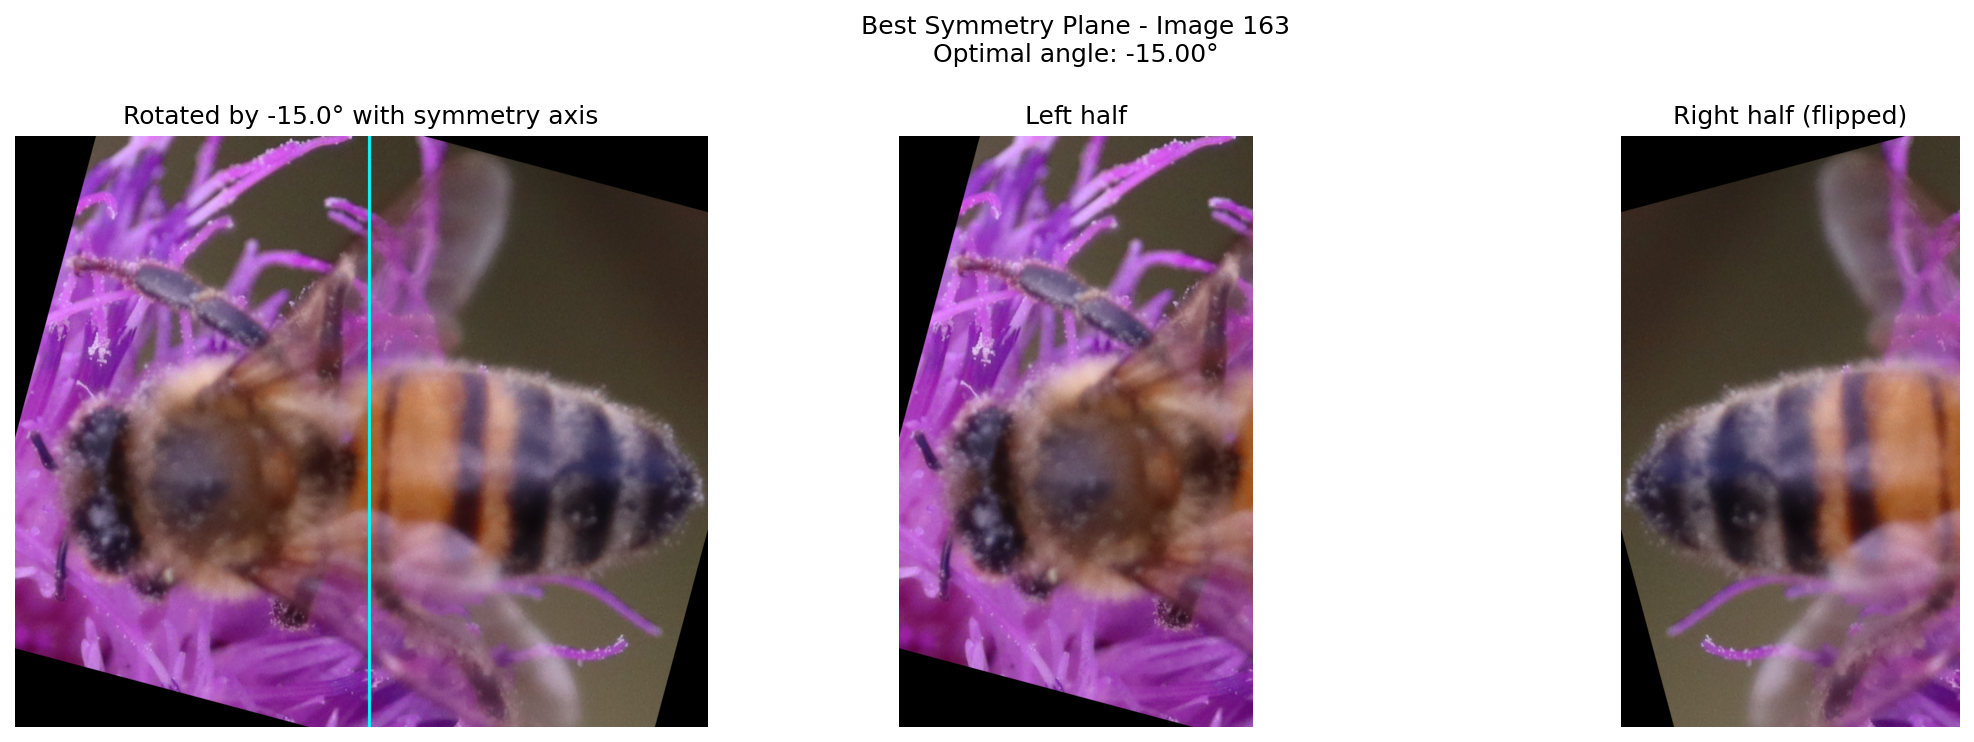 Best Symmetry Plane - Image 163
Optimal angle: -15.00°
Rotated by -15.0° with symmetry axis
Left half
Right half (flipped)